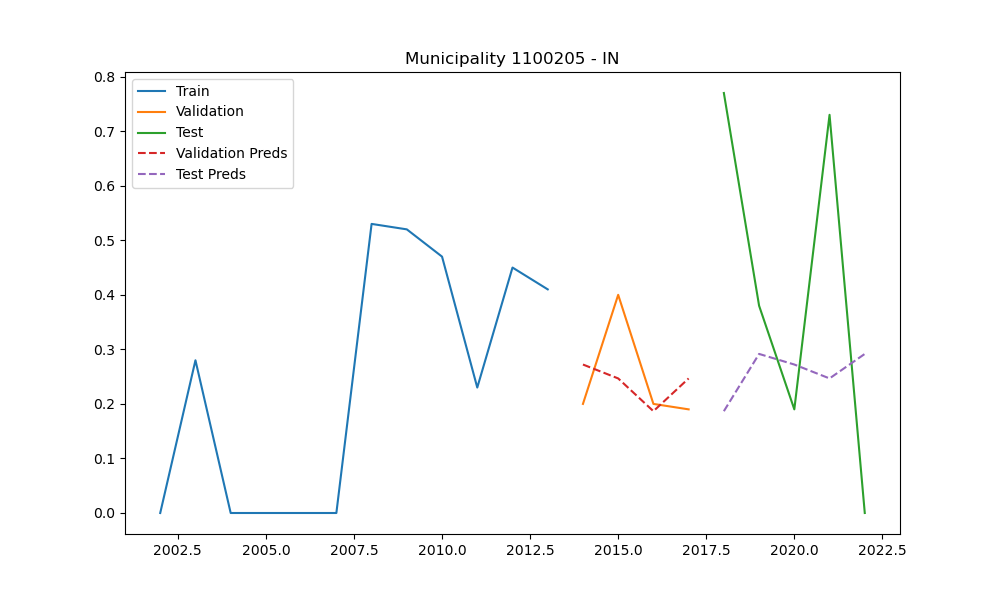 Municipality 1100205 - IN
Train
Validation
Test
Validation Preds
Test Preds
0.8
0.7
0.6
0.5
0.4
0.3
0.2
0.1
0.0
2002.5 2005.0 2007.5 2010.0 2012.5 2015.0 2017.5 2020.0 2022.5